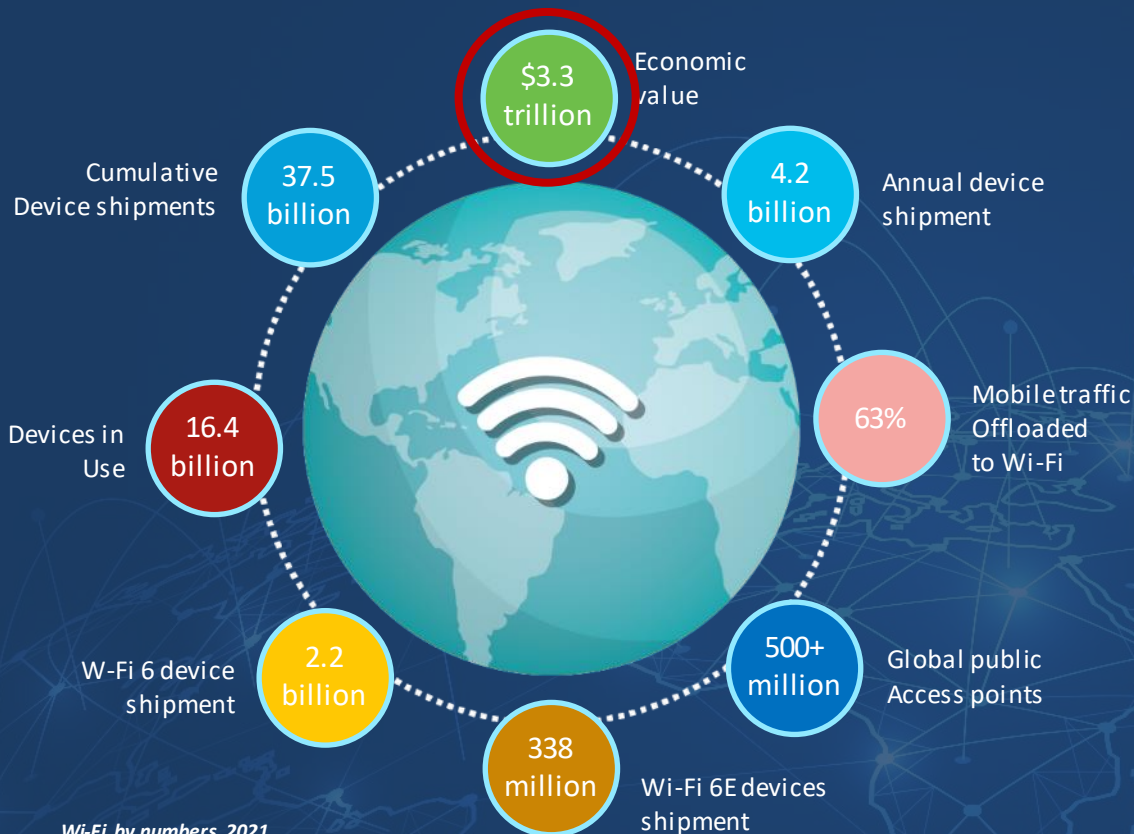 $3.3
trillion
Economic
value
4.2
billion
Annual device
shipment
63%
Mobile traffic
Offloaded
to Wi-Fi
500+
million
Global public
Access points
338
million
Wi-Fi 6E devices
shipment
2.2
billion
W-Fi 6 device
shipment
16.4
billion
Devices in
Use
37.5
billion
Cumulative
Device shipments
Wi-Fi by numbers 2021